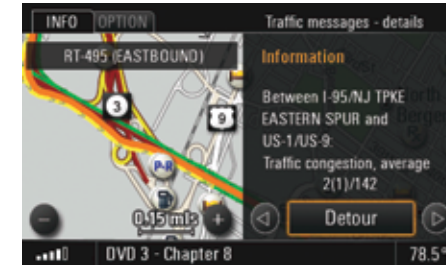 INFO OPTION Traffic messages - details
RT-495 (EASTBOUND)
Information
Between I-95/NJ TPKE
EASTERN SPUR and
US-1/US-9:
Traffic congestion, average
2(1)/142
3
9
P+R
0.15 mls
- +
Detour
DVD 3 - Chapter 8 78.5°